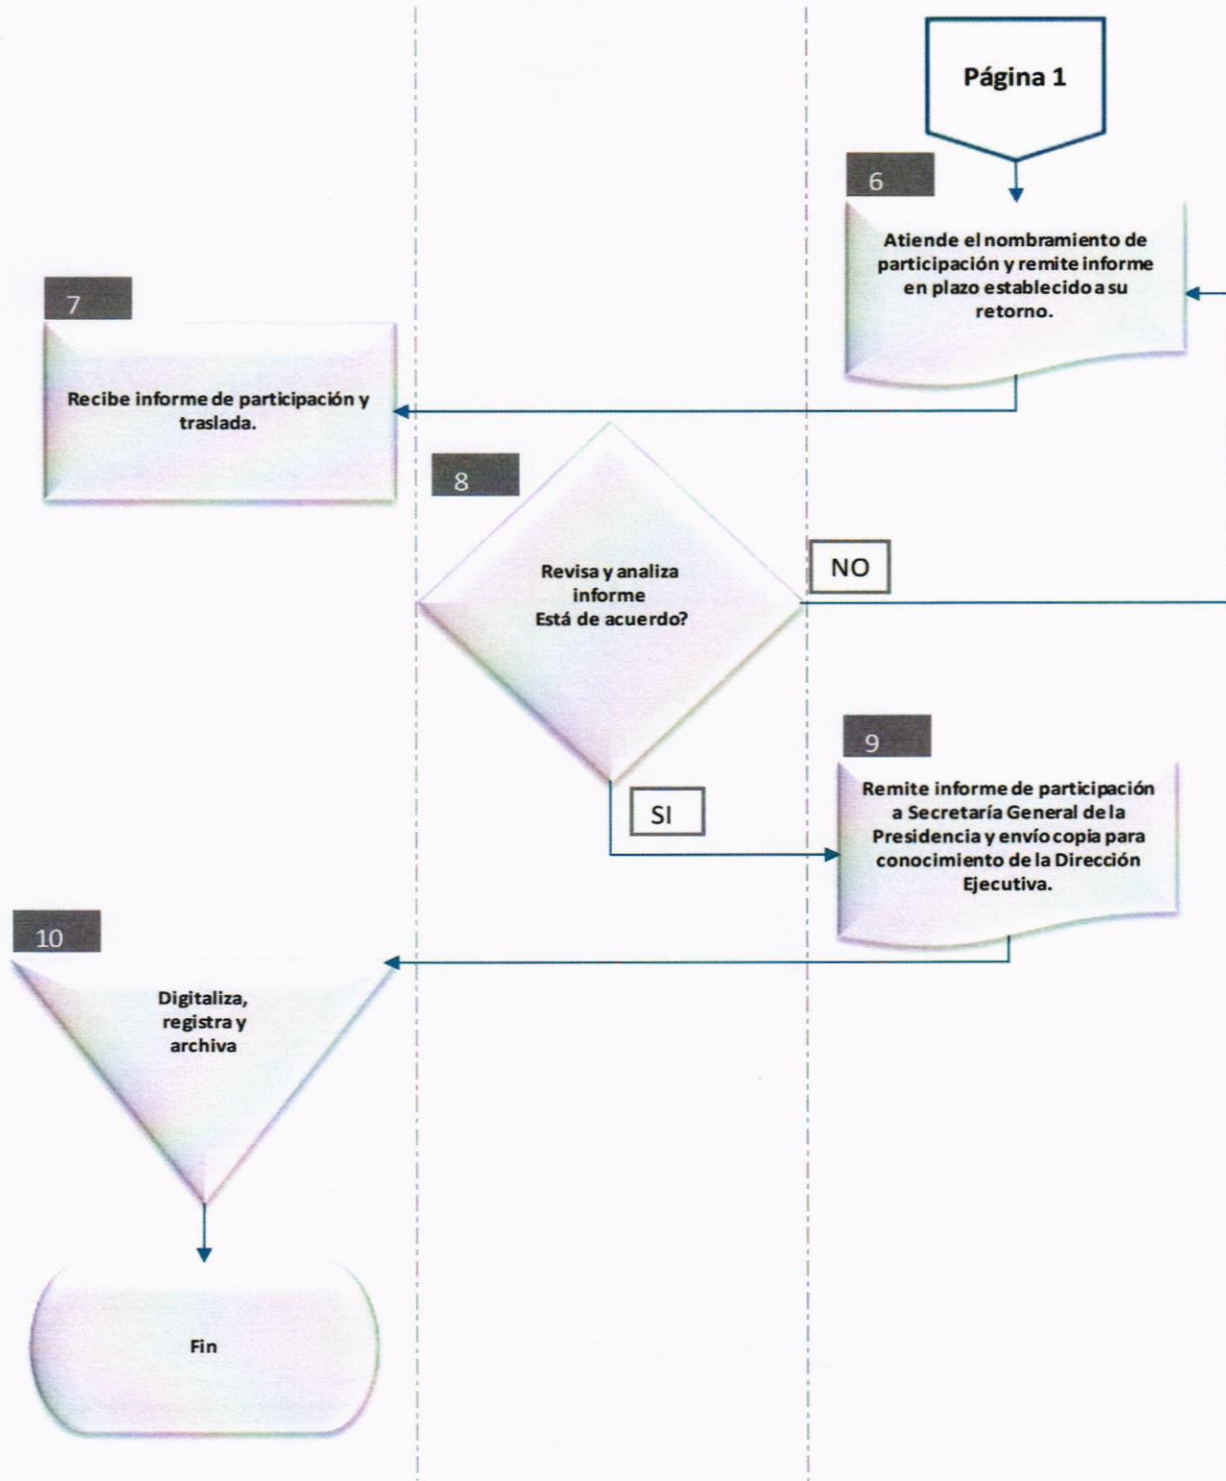 Página 1
6
Atiende el nombramiento de
participación y remite informe
en plazo establecido a su
retorno.
7
Recibe informe de participación y
traslada.
8
Revisa y analiza
informe
Está de acuerdo?
NO
SI
9
Remite informe de participación
a Secretaría General de la
Presidencia y envío copia para
conocimiento de la Dirección
Ejecutiva.
10
Digitaliza,
registra y
archiva
Fin